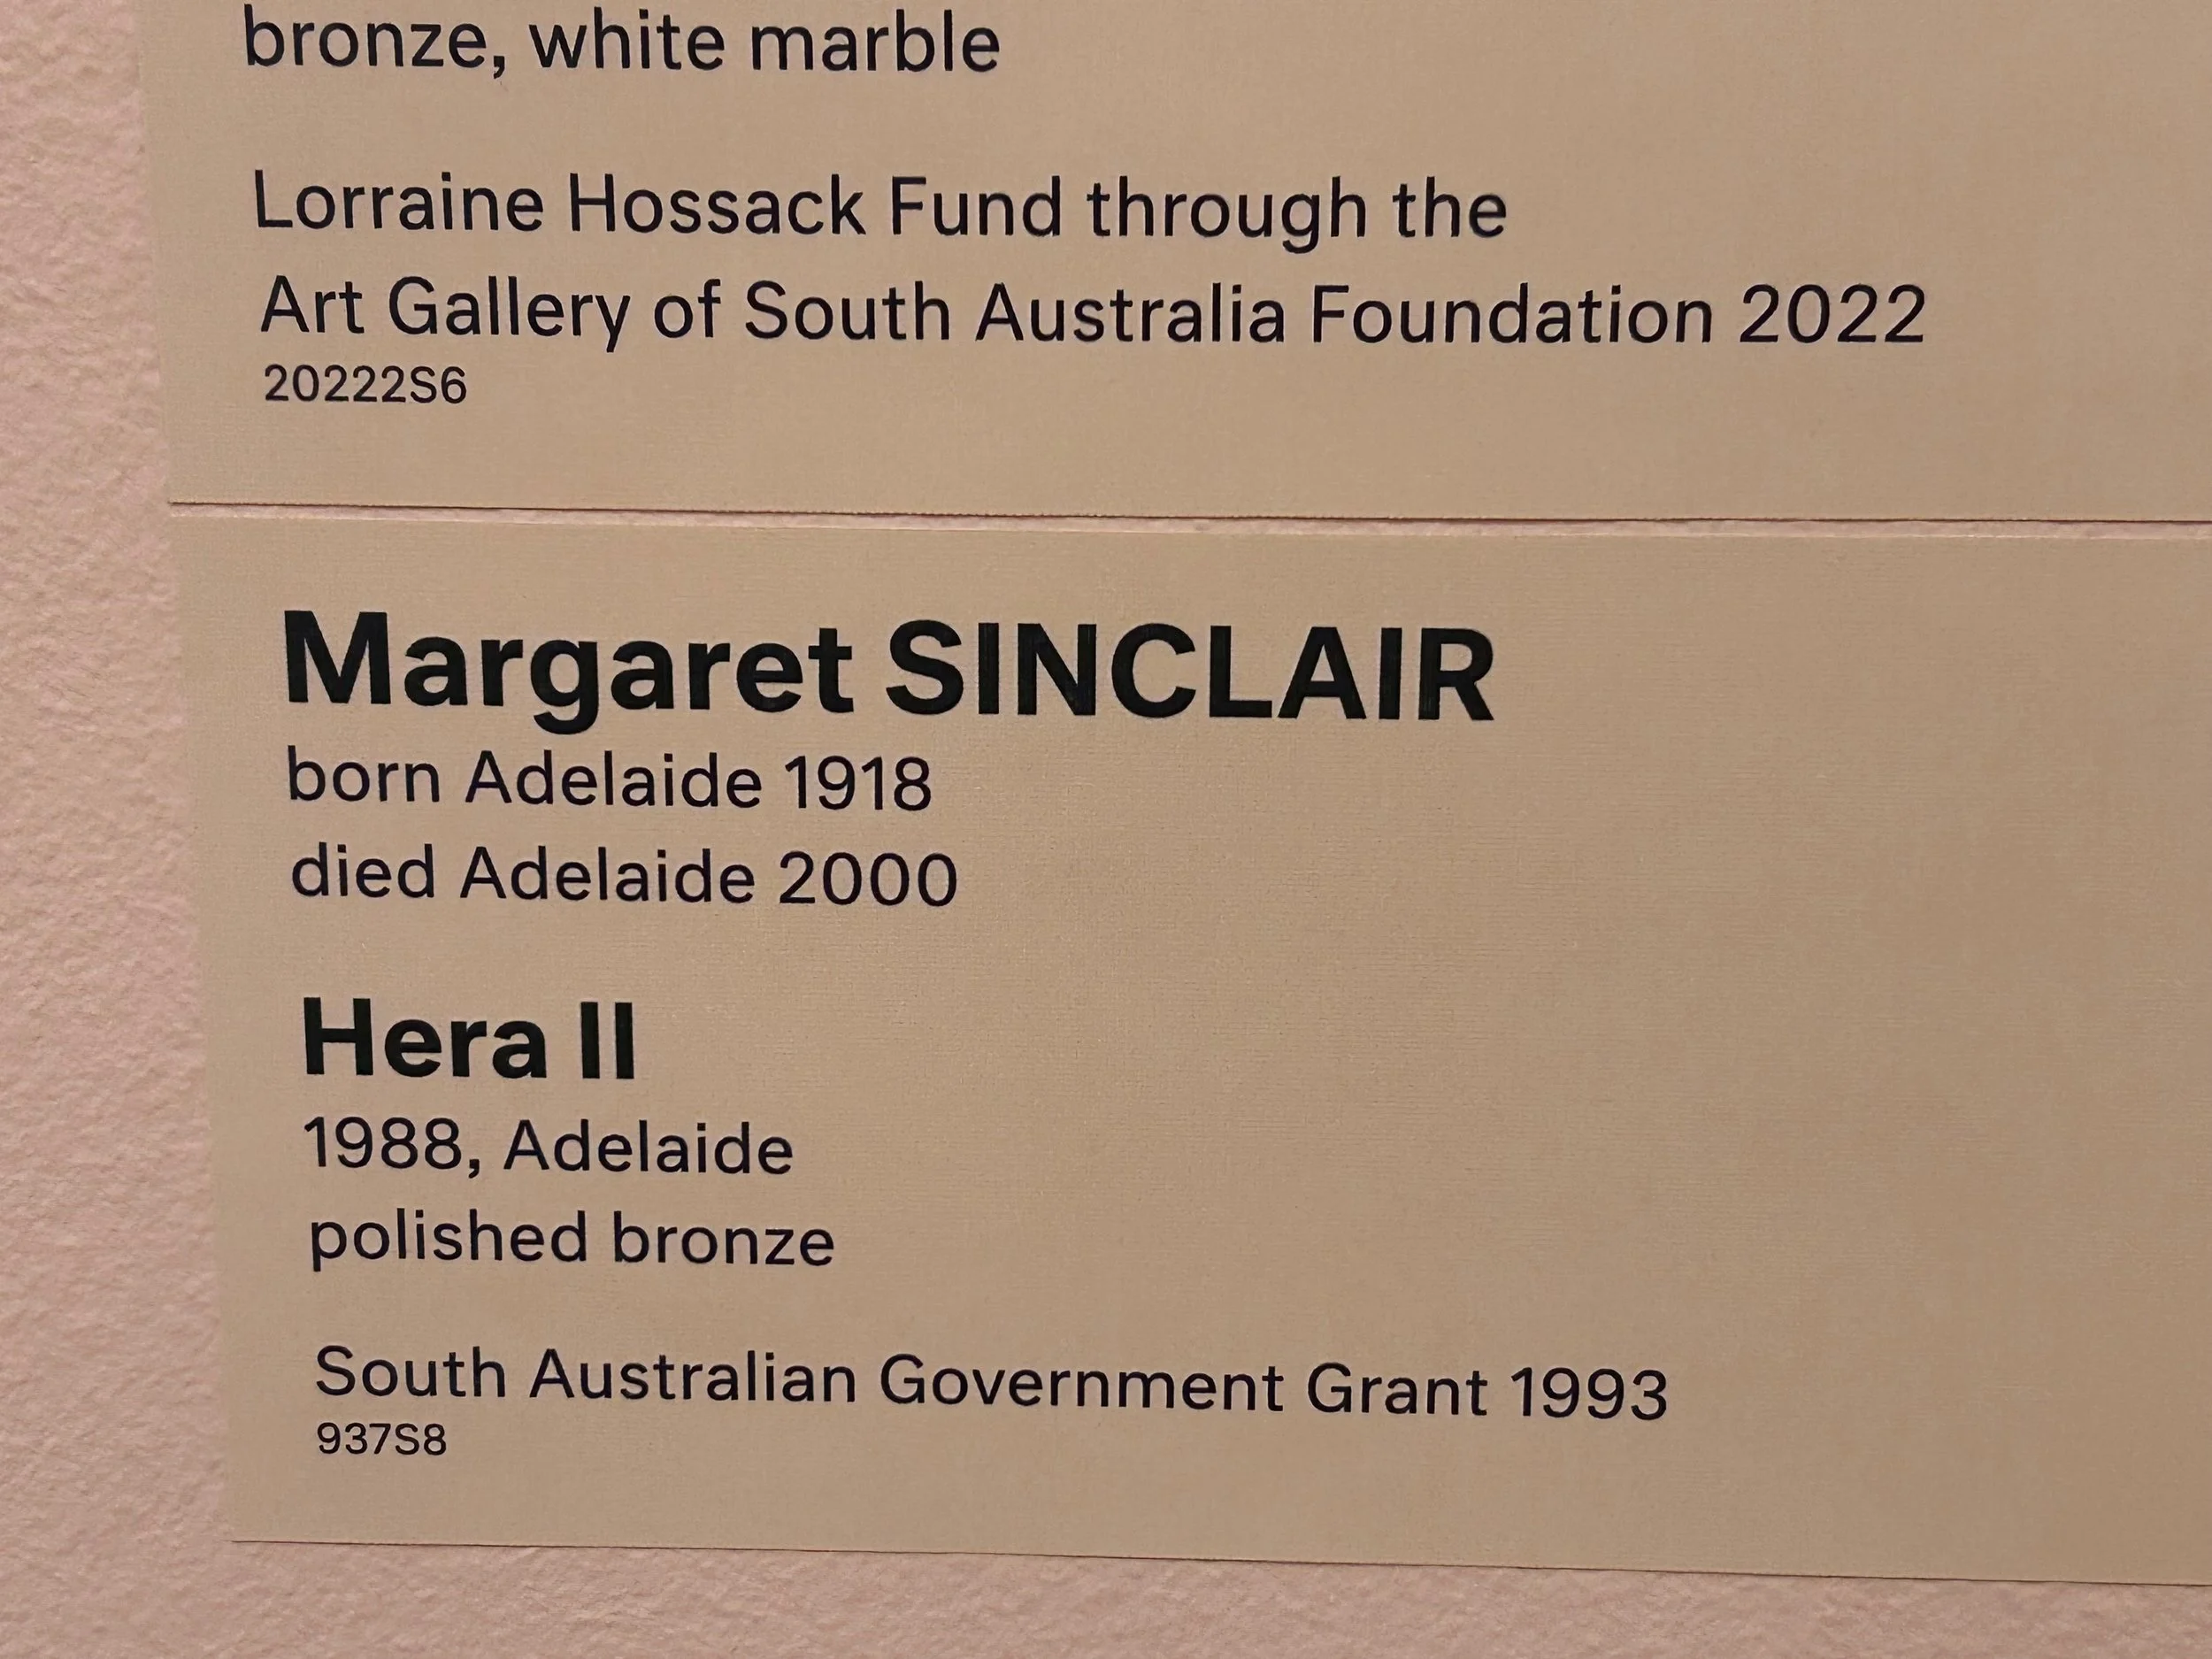 bronze, white marble
Lorraine Hossack Fund through the
Art Gallery of South Australia Foundation 2022
20222S6
Margaret SINCLAIR
born Adelaide 1918
died Adelaide 2000
Hera II
1988, Adelaide
polished bronze
South Australian Government Grant 1993
937S8